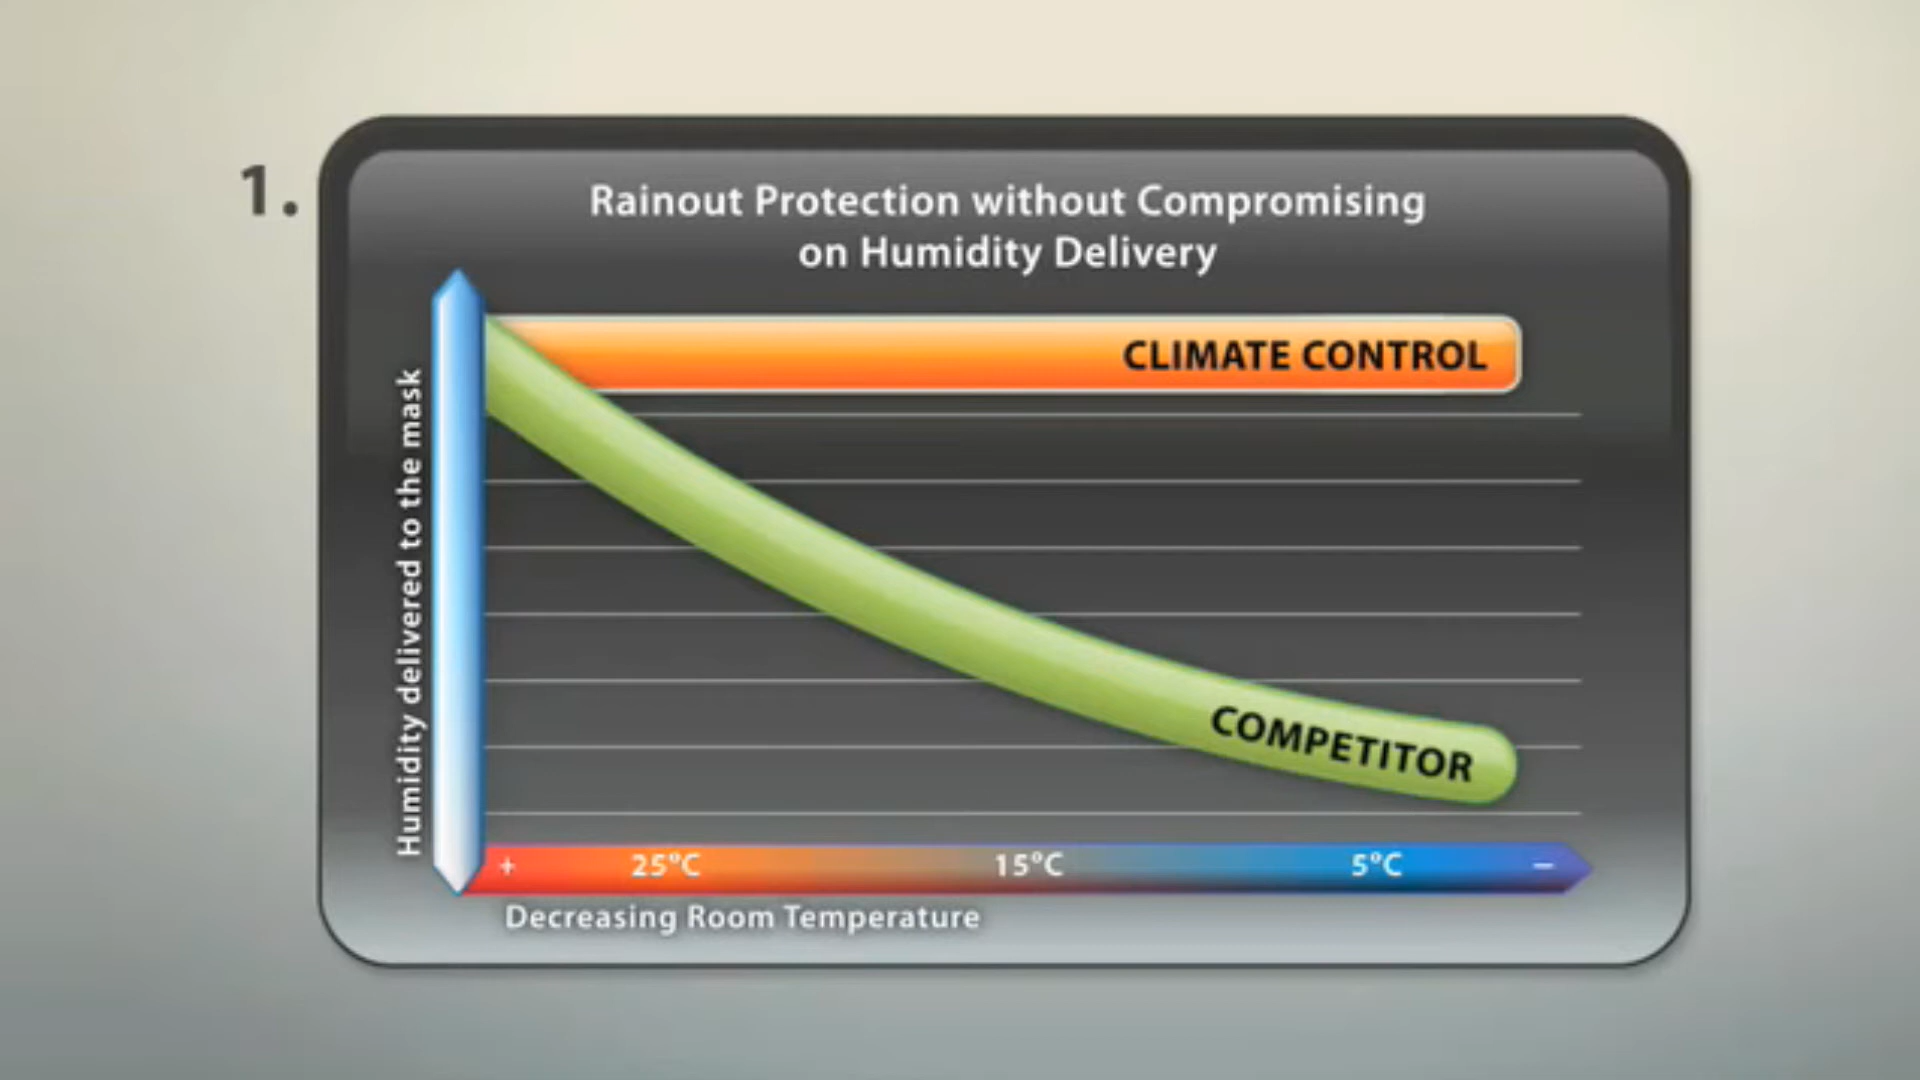 1.
Rainout Protection without Compromising
on Humidity Delivery
CLIMATE CONTROL
Humidity delivered to the mask
COMPETITOR
+ 25°C 15°C 5°C –
Decreasing Room Temperature